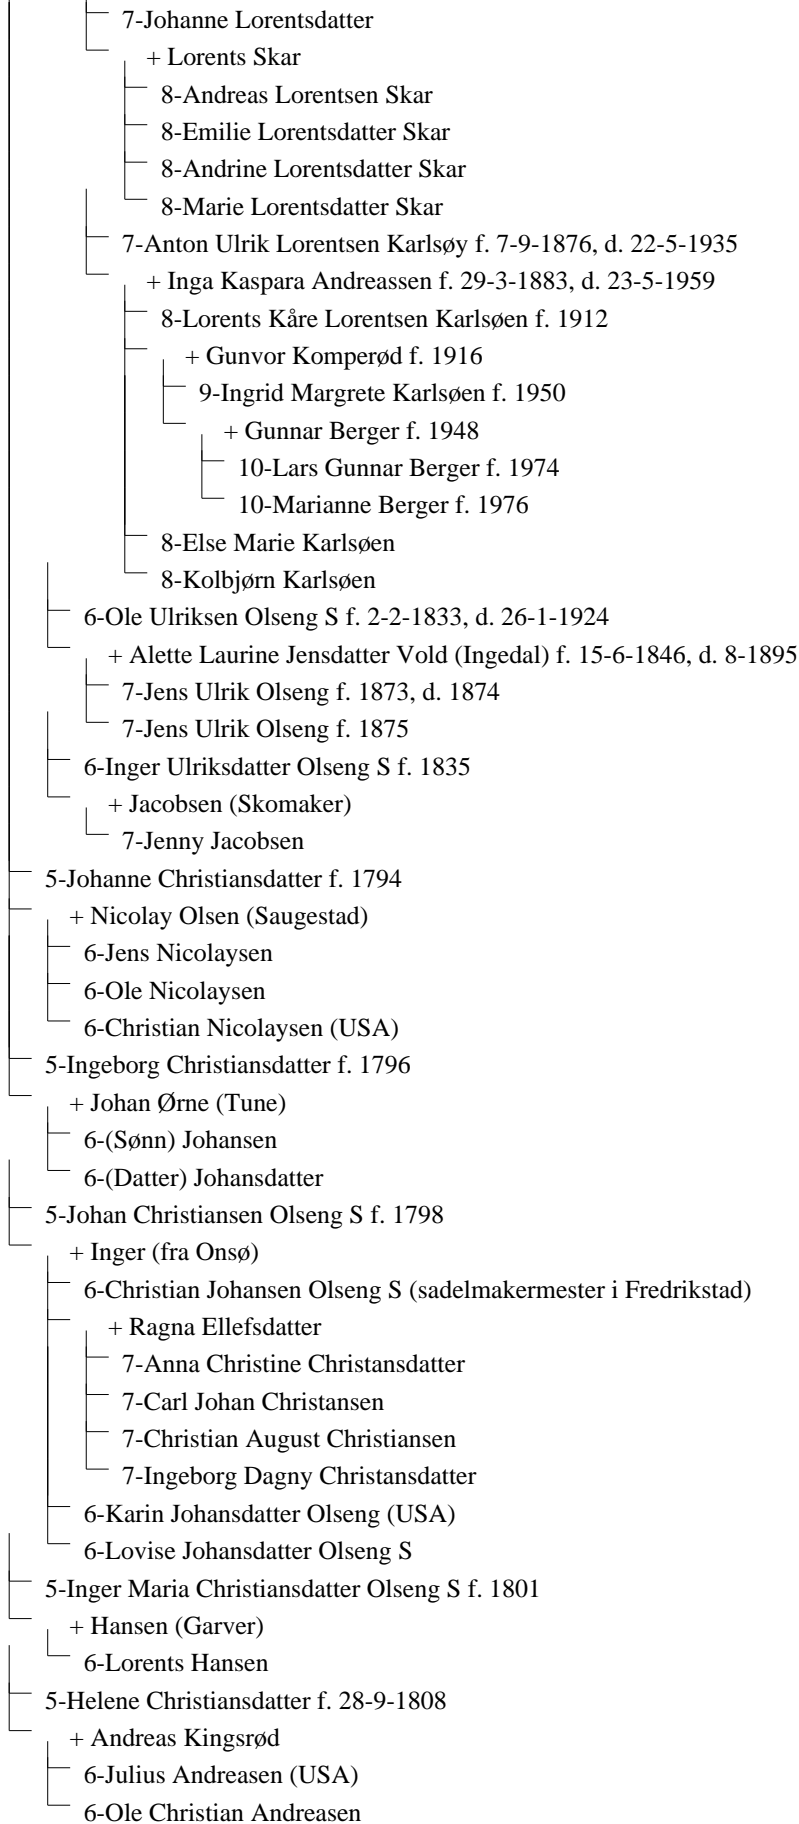 7-Johanne Lorentsdatter
+ Lorents Skar
8-Andreas Lorentsen Skar
8-Emilie Lorentsdatter Skar
8-Andrine Lorentsdatter Skar
8-Marie Lorentsdatter Skar
7-Anton Ulrik Lorentsen Karlsøy f. 7-9-1876, d. 22-5-1935
+ Inga Kaspara Andreassen f. 29-3-1883, d. 23-5-1959
8-Lorents Kåre Lorentsen Karlsøen f. 1912
+ Gunvor Komperød f. 1916
9-Ingrid Margrete Karlsøen f. 1950
+ Gunnar Berger f. 1948
10-Lars Gunnar Berger f. 1974
10-Marianne Berger f. 1976
8-Else Marie Karlsøen
8-Kolbjørn Karlsøen
6-Ole Ulriksen Olseng S f. 2-2-1833, d. 26-1-1924
+ Alette Laurine Jensdatter Vold (Ingedal) f. 15-6-1846, d. 8-1895
7-Jens Ulrik Olseng f. 1873, d. 1874
7-Jens Ulrik Olseng f. 1875
6-Inger Ulriksdatter Olseng S f. 1835
+ Jacobsen (Skomaker)
7-Jenny Jacobsen
5-Johanne Christiansdatter f. 1794
+ Nicolay Olsen (Saugestad)
6-Jens Nicolaysen
6-Ole Nicolaysen
6-Christian Nicolaysen (USA)
5-Ingeborg Christiansdatter f. 1796
+ Johan Ørne (Tune)
6-(Sønn) Johansen
6-(Datter) Johansdatter
5-Johan Christiansen Olseng S f. 1798
+ Inger (fra Onsø)
6-Christian Johansen Olseng S (sadelmakermester i Fredrikstad)
+ Ragna Ellefsdatter
7-Anna Christine Christansdatter
7-Carl Johan Christansen
7-Christian August Christiansen
7-Ingeborg Dagny Christansdatter
6-Karin Johansdatter Olseng (USA)
6-Lovise Johansdatter Olseng S
5-Inger Maria Christiansdatter Olseng S f. 1801
+ Hansen (Garver)
6-Lorents Hansen
5-Helene Christiansdatter f. 28-9-1808
+ Andreas Kingsrød
6-Julius Andreasen (USA)
6-Ole Christian Andreasen